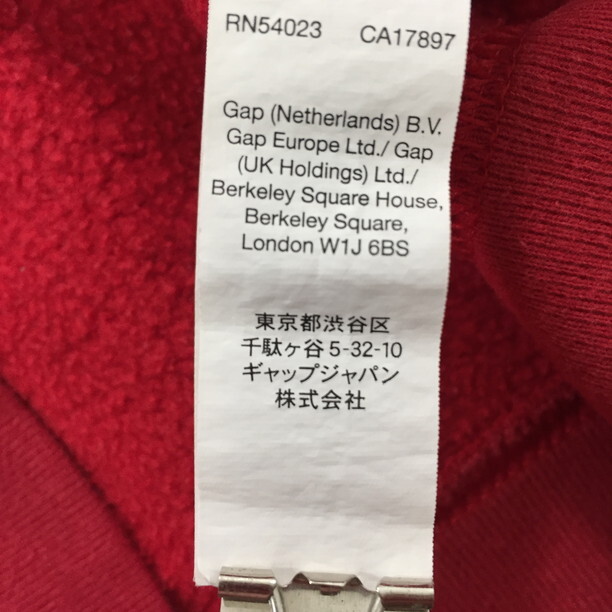 RN54023 CA17897
Gap (Netherlands) B.V.
Gap Europe Ltd./ Gap
(UK Holdings) Ltd./
Berkeley Square House,
Berkeley Square,
London W1J 6BS
東京都渋谷区
千駄ヶ谷 5-32-10
ギャップジャパン
株式会社